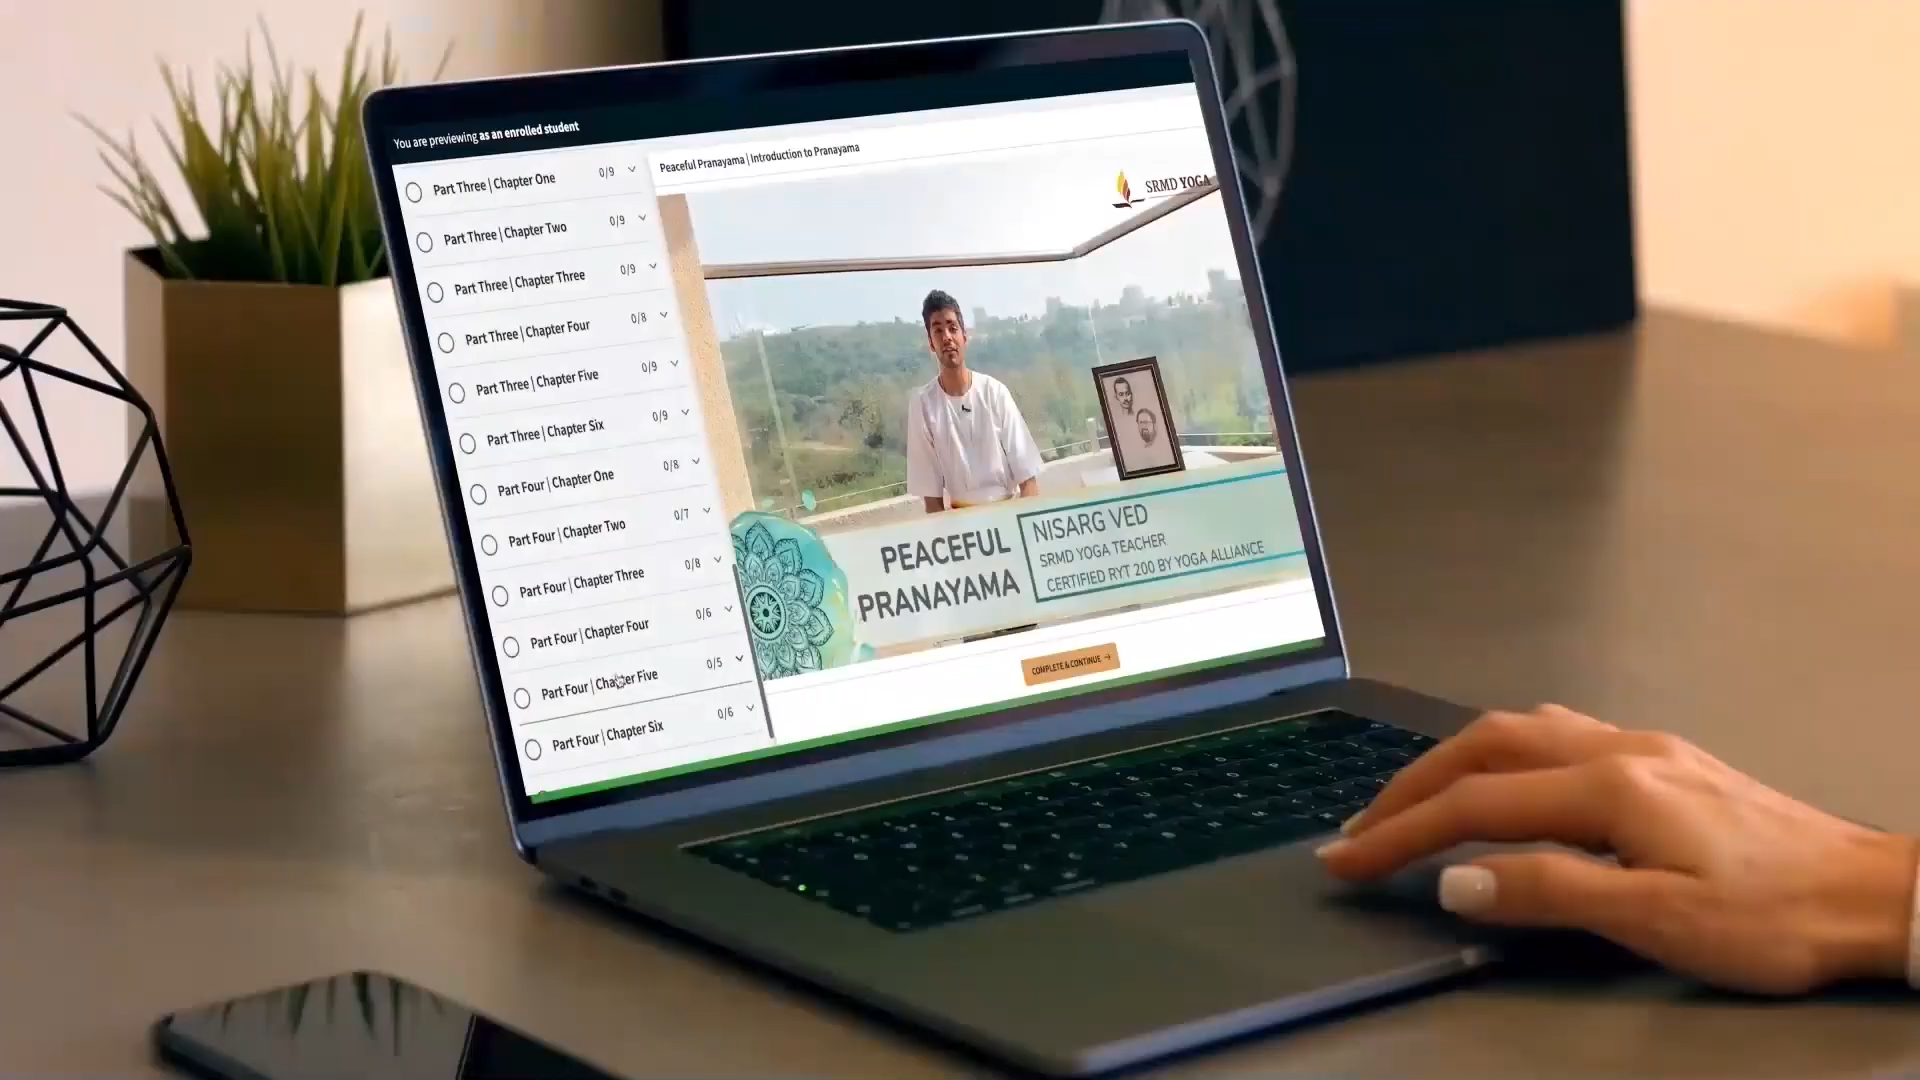 You are previewing as an enrolled student
Part Three | Chapter One 0/9
Part Three | Chapter Two 0/9
Part Three | Chapter Three 0/9
Part Three | Chapter Four 0/8
Part Three | Chapter Five 0/9
Part Three | Chapter Six 0/9
Part Four | Chapter One 0/8
Part Four | Chapter Two 0/7
Part Four | Chapter Three 0/8
Part Four | Chapter Four 0/6
Part Four | Chapter Five 0/5
Part Four | Chapter Six 0/6
Peaceful Pranayama | Introduction to Pranayama
SRMD YOGA
PEACEFUL
PRANAYAMA
NISARG VED
SRMD YOGA TEACHER
CERTIFIED RYT 200 BY YOGA ALLIANCE
COMPLETE & CONTINUE →